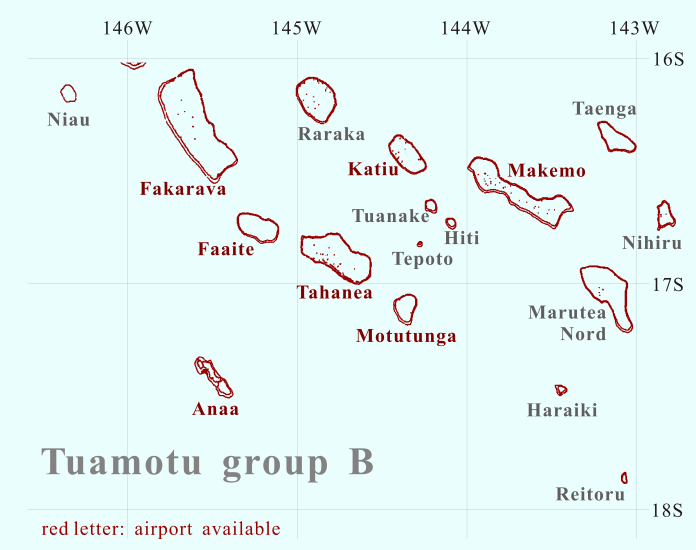 146W 145W 144W 143W
16S
Niau
Taenga
Raraka
Katiu
Makemo
Fakarava
Tuanake
Hiti
Nihiru
Faaite
Tepoto
17S
Tahanea
Marutea
Nord
Motutunga
Anaa
Haraiki
Tuamotu group B
Reitoru
18S
red letter: airport available